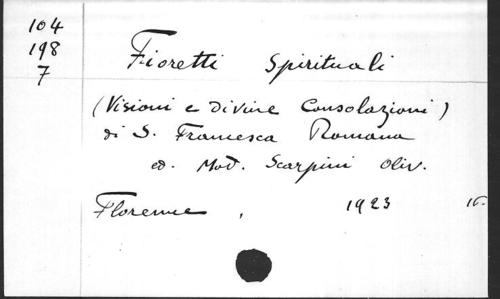 104
198
7
Fioretti Spirituali
(Visioni e Divine Consolazioni)
di S. Francesca Romana
ed. Mod. Scarpini Oliv.
Florence, 1923 16.